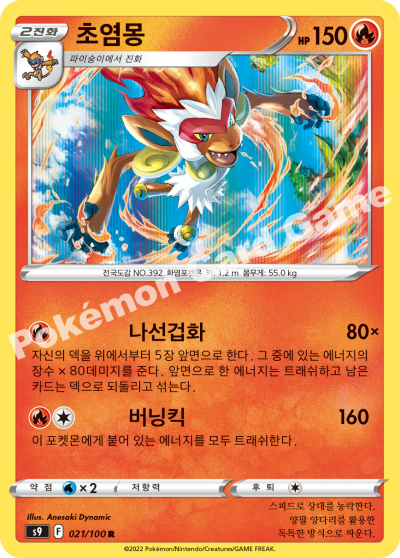 2진화
초염몽
HP 150
파이숭이에서 진화
전국도감 NO.392 화염포켓몬 키: 1.2 m 몸무게: 55.0 kg
Pokémon Card Game
나선겁화 80×
자신의 덱을 위에서부터 5장 앞면으로 한다. 그 중에 있는 에너지의
장수 × 80데미지를 준다. 앞면으로 한 에너지는 트래쉬하고 남은
카드는 덱으로 되돌리고 섞는다.
버닝킥 160
이 포켓몬에게 붙어 있는 에너지를 모두 트래쉬한다.
약점 ×2 저항력 후퇴
Illus. Anesaki Dynamic
s9 F 021/100 R
스피드로 상대를 농락한다.
양팔 양다리를 활용한
독특한 방식으로 싸운다.
©2022 Pokémon/Nintendo/Creatures/GAME FREAK.